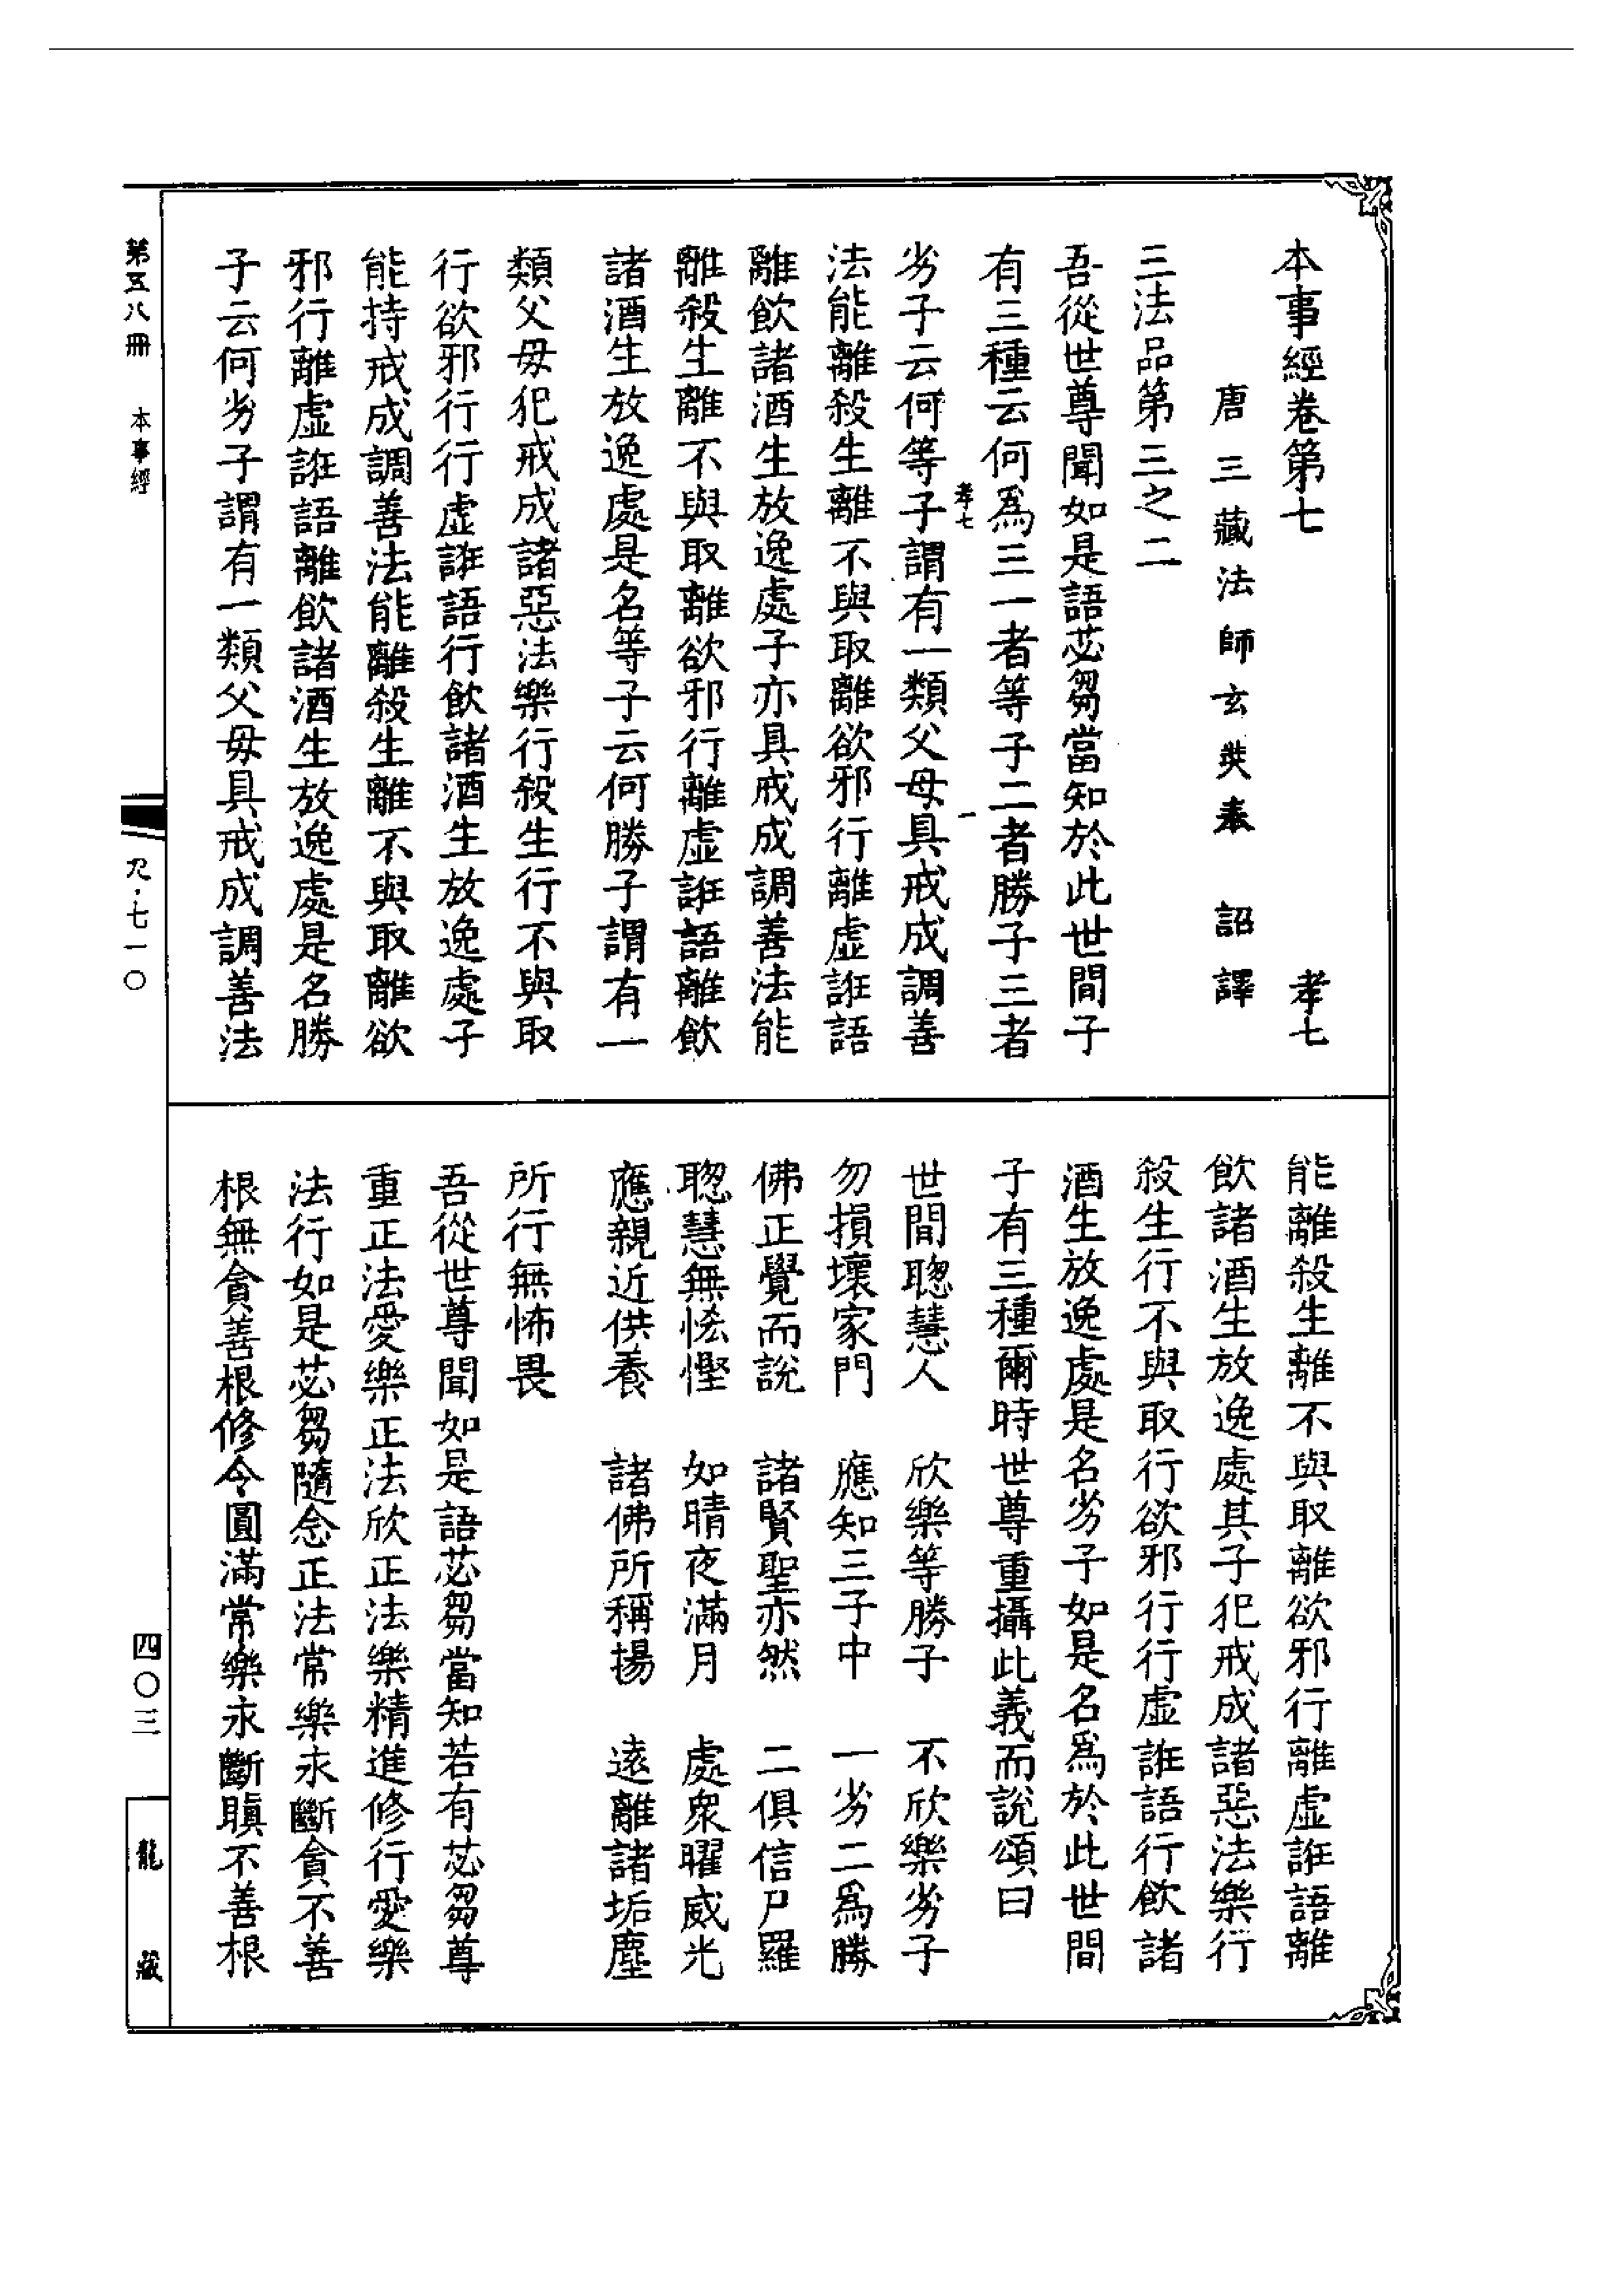 本事經卷第七　孝七
唐三藏法師玄奘奉　詔譯
三法品第三之二
吾從世尊聞如是語苾芻當知於此世間子
有三種云何爲三一者等子二者勝子三者
孝七　一
劣子云何等子謂有一類父母具戒成調善
法能離殺生離不與取離欲邪行離虛誑語
離飲諸酒生放逸處子亦具戒成調善法能
離殺生離不與取離欲邪行離虛誑語離飲
諸酒生放逸處是名等子云何勝子謂有一
類父母犯戒成諸惡法樂行殺生行不與取
行欲邪行行虛誑語行飲諸酒生放逸處子
能持戒成調善法能離殺生離不與取離欲
邪行離虛誑語離飲諸酒生放逸處是名勝
子云何劣子謂有一類父母具戒成調善法
能離殺生離不與取離欲邪行離虛誑語離
飲諸酒生放逸處其子犯戒成諸惡法樂行
殺生行不與取行欲邪行行虛誑語行飲諸
酒生放逸處是名劣子如是名爲於此世間
子有三種爾時世尊重攝此義而說頌曰
世間聰慧人　欣樂等勝子　不欣樂劣子
勿損壞家門　應知三子中　一劣二爲勝
佛正覺而說　諸賢聖亦然　二俱信尸羅
聰慧無慳悋　如晴夜滿月　處衆曜威光
應親近供養　諸佛所稱揚　遠離諸垢塵
所行無怖畏
吾從世尊聞如是語苾芻當知若有苾芻尊
重正法愛樂正法欣正法樂精進修行愛樂
法行如是苾芻隨念正法常樂永斷貪不善
根無貪善根修令圓滿常樂永斷瞋不善根
第五八冊　本事經
尺·七一〇
四〇三
龍藏